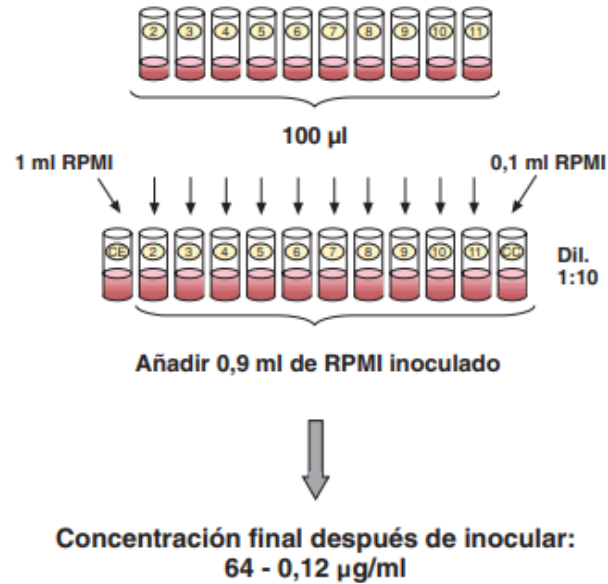 2 3 4 5 6 7 8 9 10 11
100 µl
1 ml RPMI
0,1 ml RPMI
CE 2 3 4 5 6 7 8 9 10 11 CC
Dil.
1:10
Añadir 0,9 ml de RPMI inoculado
Concentración final después de inocular:
64 - 0,12 µg/ml